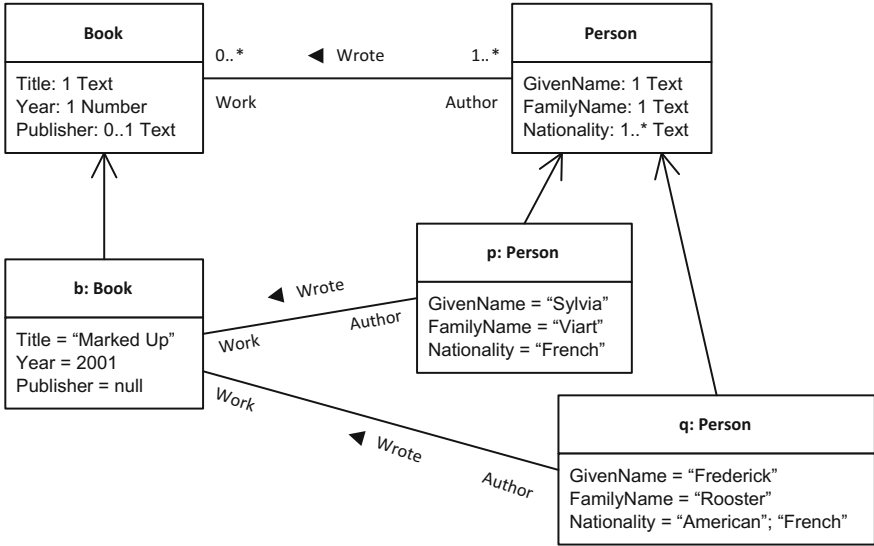 Book
Title: 1 Text
Year: 1 Number
Publisher: 0..1 Text
0..* ◄ Wrote 1..*
Work Author
Person
GivenName: 1 Text
FamilyName: 1 Text
Nationality: 1..* Text
b: Book
Title = “Marked Up”
Year = 2001
Publisher = null
◄ Wrote
Work Author
p: Person
GivenName = “Sylvia”
FamilyName = “Viart”
Nationality = “French”
Work
◄ Wrote
Author
q: Person
GivenName = “Frederick”
FamilyName = “Rooster”
Nationality = “American”; “French”